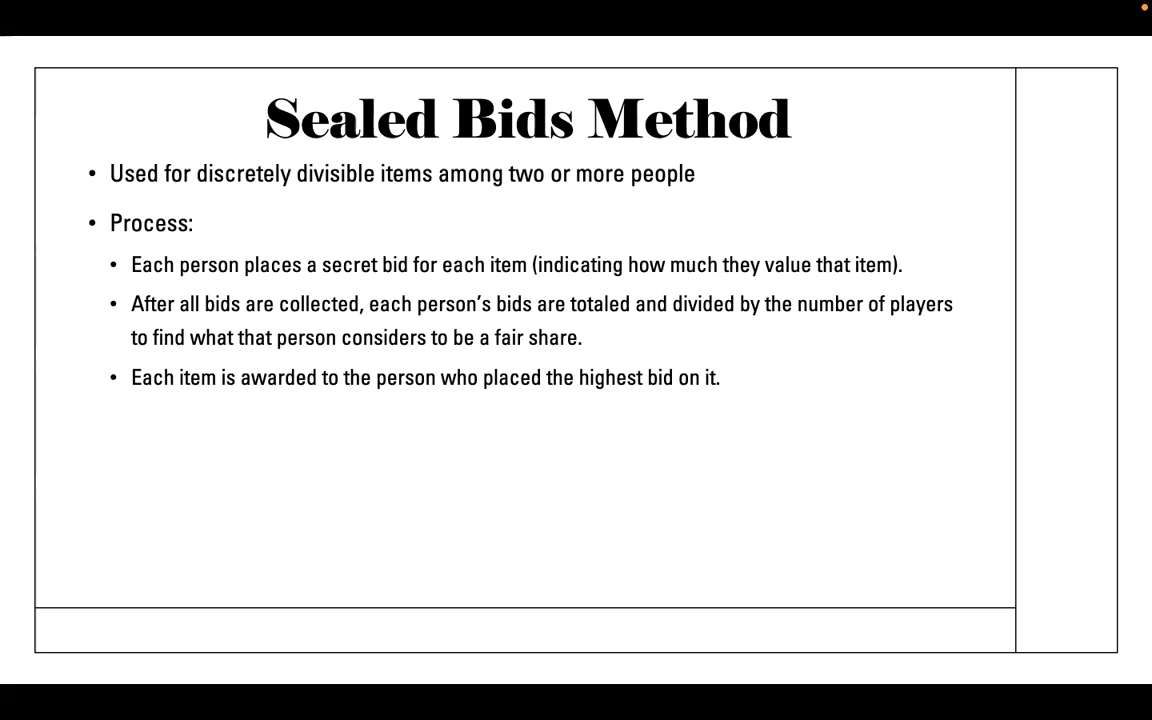 Sealed Bids Method
• Used for discretely divisible items among two or more people
• Process:
• Each person places a secret bid for each item (indicating how much they value that item).
• After all bids are collected, each person’s bids are totaled and divided by the number of players
to find what that person considers to be a fair share.
• Each item is awarded to the person who placed the highest bid on it.